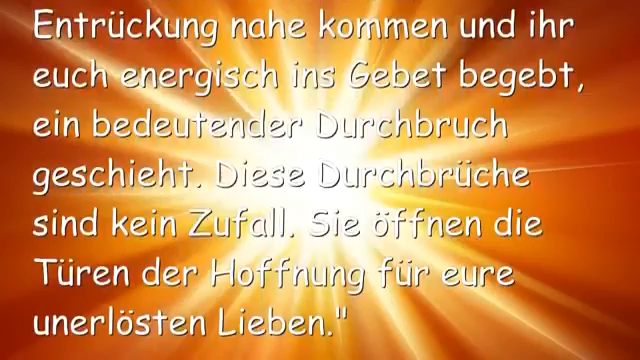 Entrückung nahe kommen und ihr
euch energisch ins Gebet begebt,
ein bedeutender Durchbruch
geschieht. Diese Durchbrüche
sind kein Zufall. Sie öffnen die
Türen der Hoffnung für eure
unerlösten Lieben."